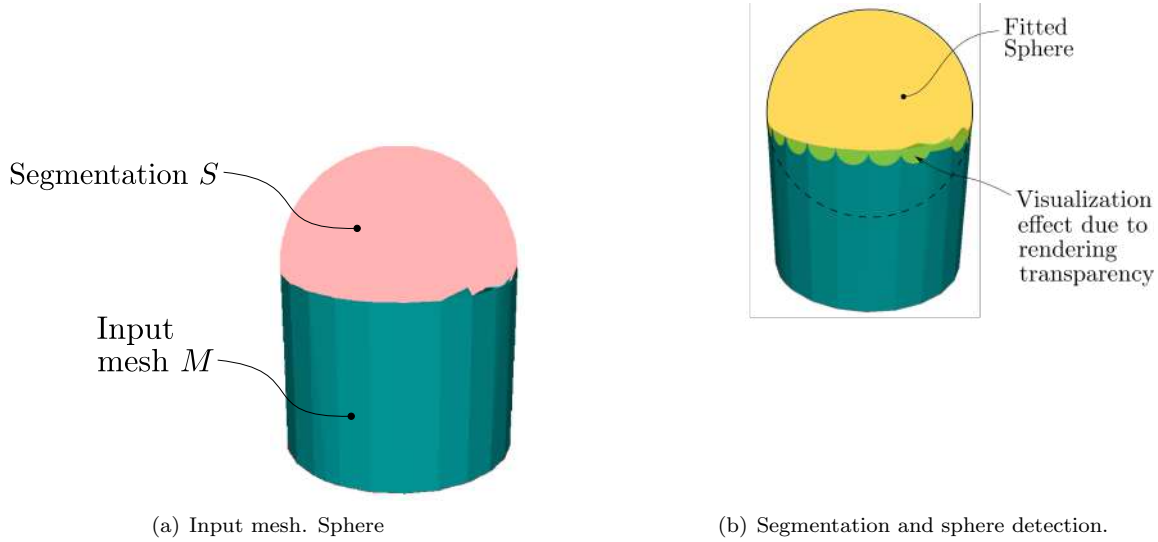 Segmentation S
Input
mesh M
(a) Input mesh. Sphere
Fitted
Sphere
Visualization
effect due to
rendering
transparency
(b) Segmentation and sphere detection.